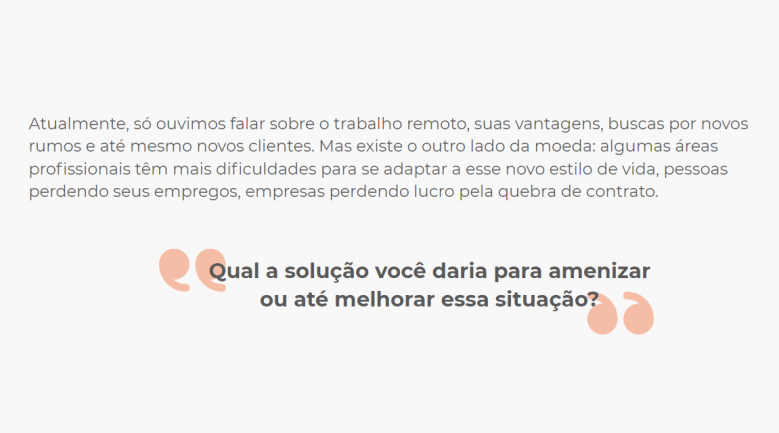 Atualmente, só ouvimos falar sobre o trabalho remoto, suas vantagens, buscas por novos
rumos e até mesmo novos clientes. Mas existe o outro lado da moeda: algumas áreas
profissionais têm mais dificuldades para se adaptar a esse novo estilo de vida, pessoas
perdendo seus empregos, empresas perdendo lucro pela quebra de contrato.
Qual a solução você daria para amenizar
ou até melhorar essa situação?